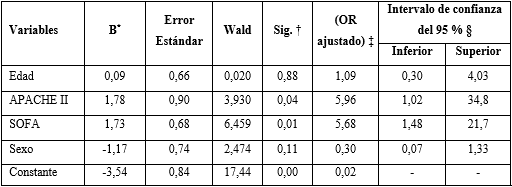 Variables B* Error Estándar Wald Sig. † (OR ajustado) ‡ Intervalo de confianza del 95 % §
Inferior Superior
Edad 0,09 0,66 0,020 0,88 1,09 0,30 4,03
APACHE II 1,78 0,90 3,930 0,04 5,96 1,02 34,8
SOFA 1,73 0,68 6,459 0,01 5,68 1,48 21,7
Sexo -1,17 0,74 2,474 0,11 0,30 0,07 1,33
Constante -3,54 0,84 17,44 0,00 0,02 - -